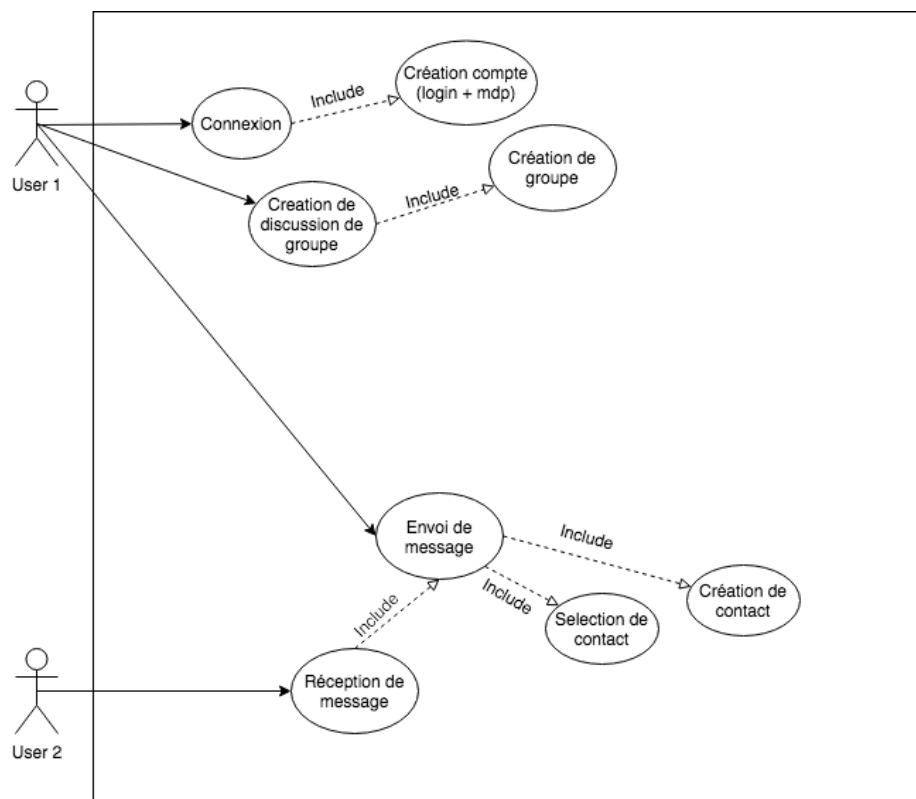 User 1
Connexion
Include
Création compte
(login + mdp)
Creation de
discussion de
groupe
Include
Création de
groupe
Envoi de
message
Include
Création de
contact
Include
Selection de
contact
Include
Réception de
message
User 2